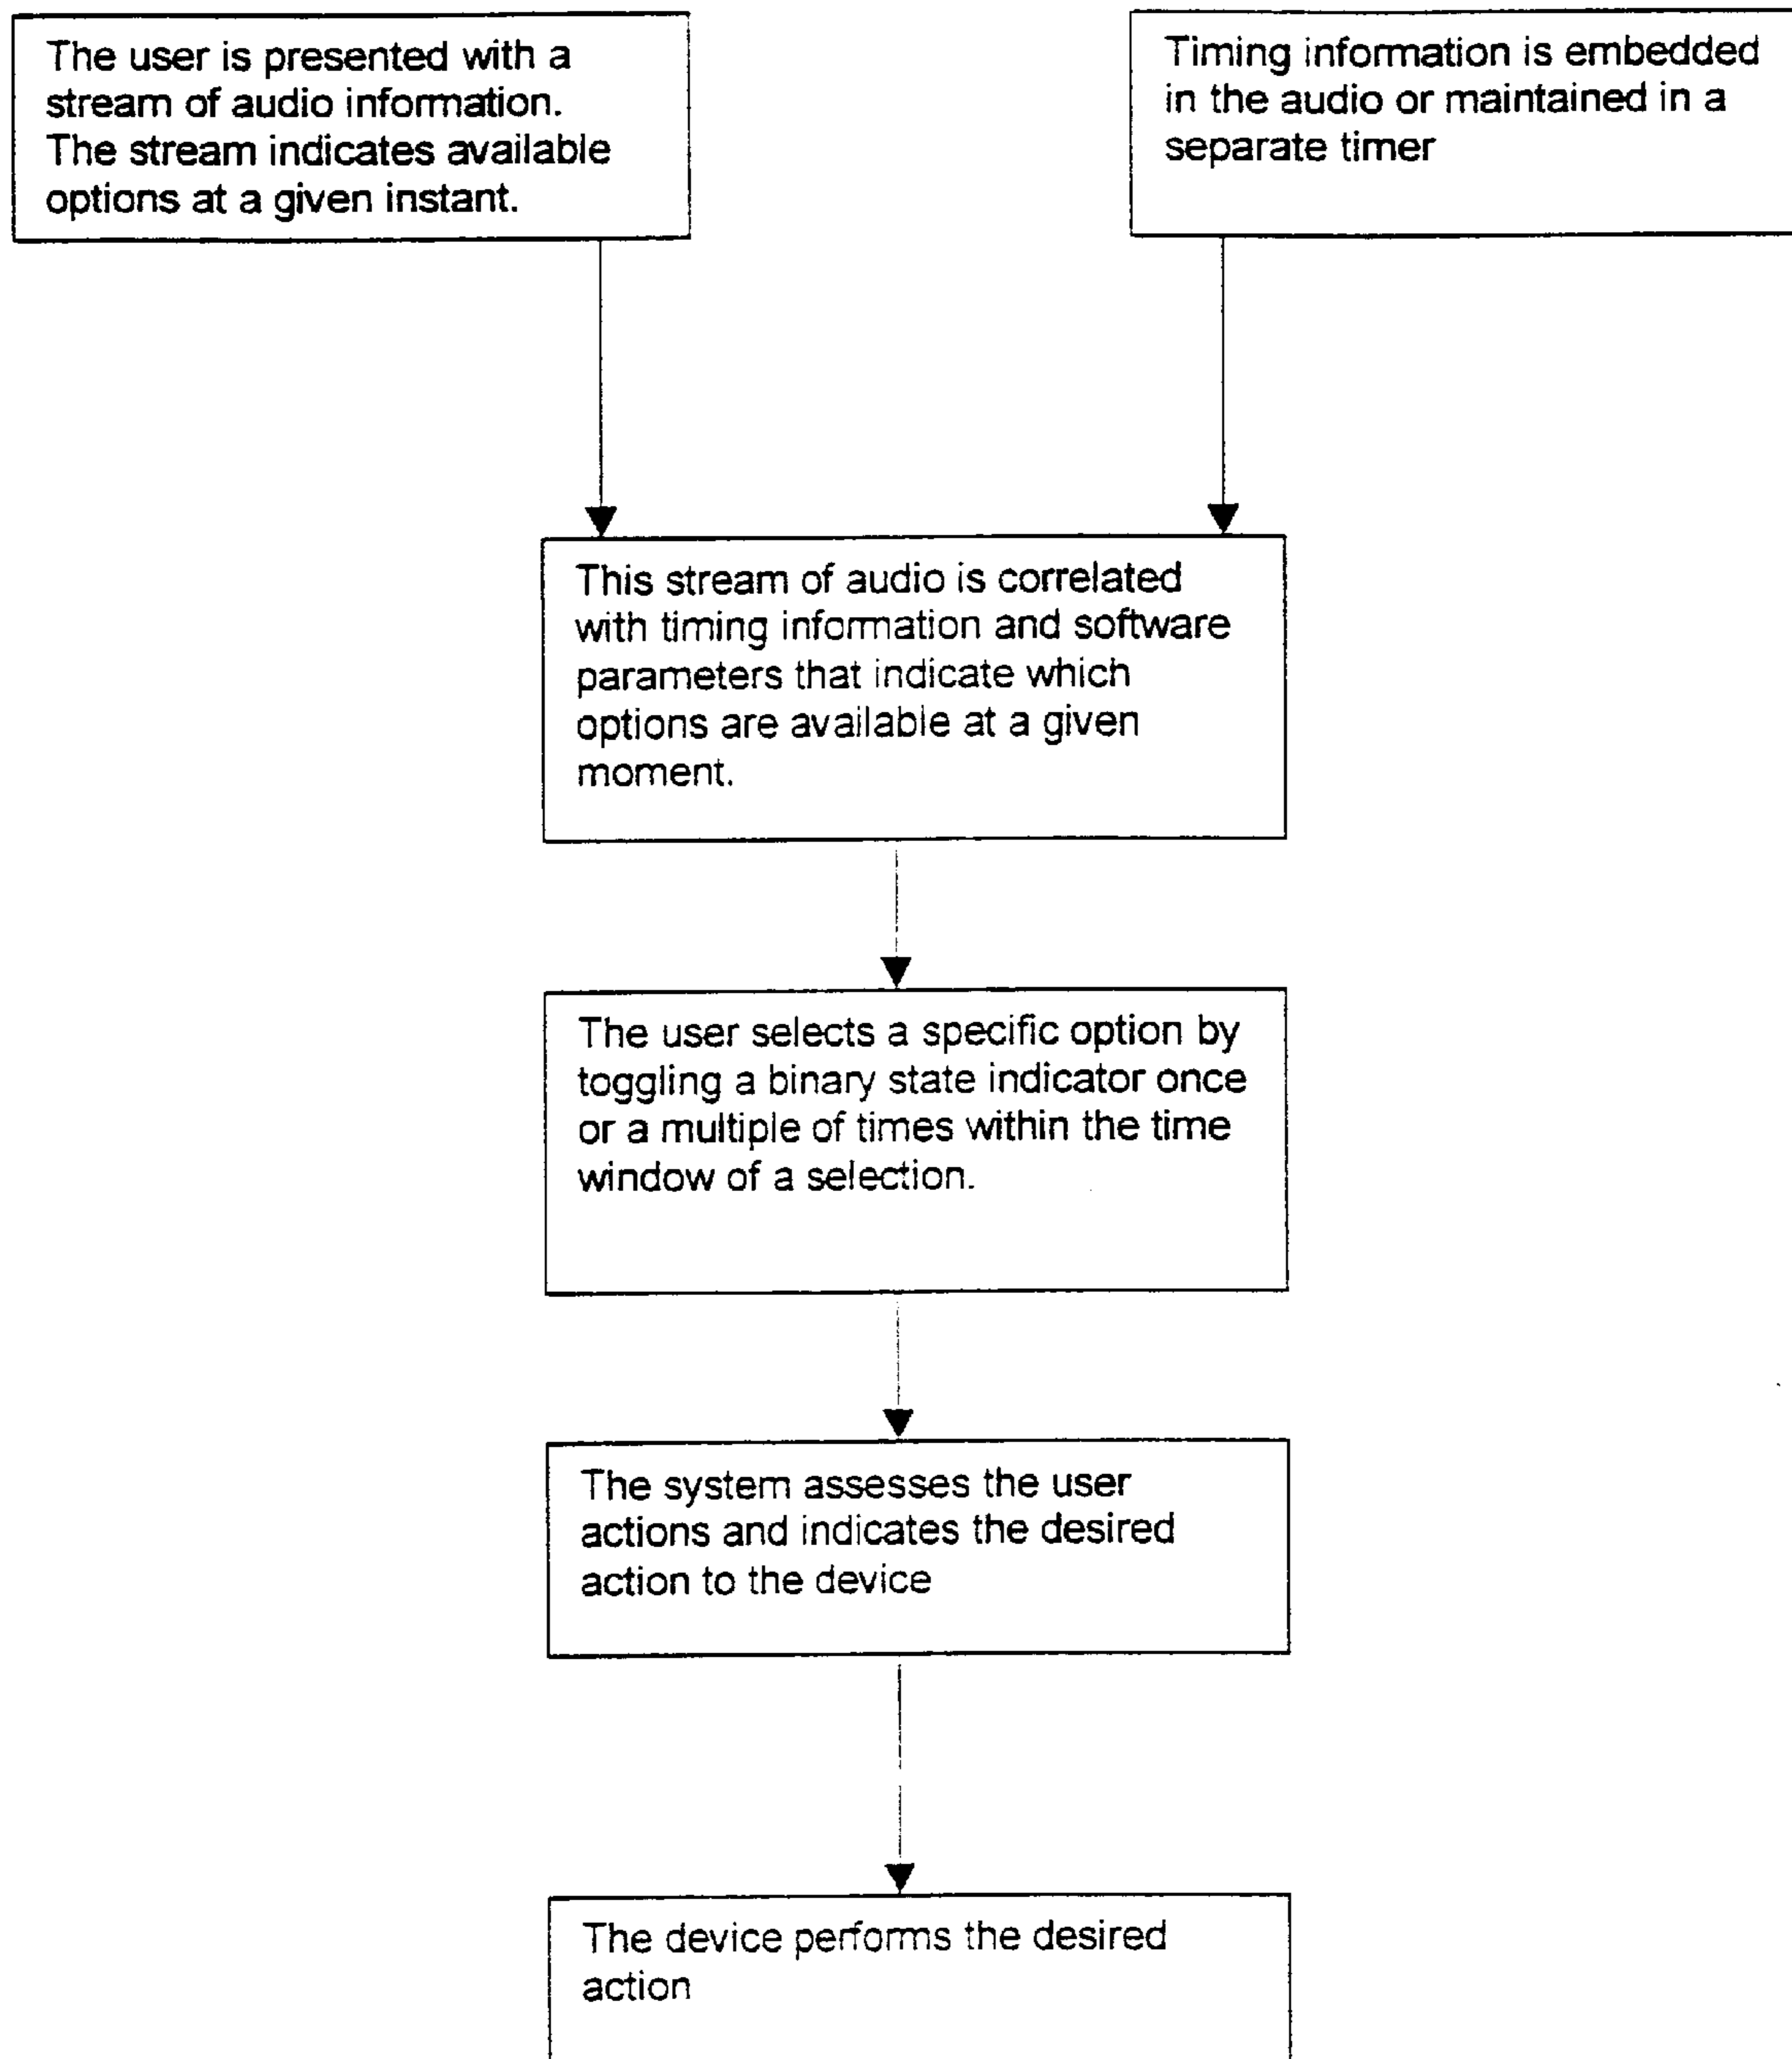 The user is presented with a
stream of audio information.
The stream indicates available
options at a given instant.
Timing information is embedded
in the audio or maintained in a
separate timer
This stream of audio is correlated
with timing information and software
parameters that indicate which
options are available at a given
moment.
The user selects a specific option by
toggling a binary state indicator once
or a multiple of times within the time
window of a selection.
The system assesses the user
actions and indicates the desired
action to the device
The device performs the desired
action